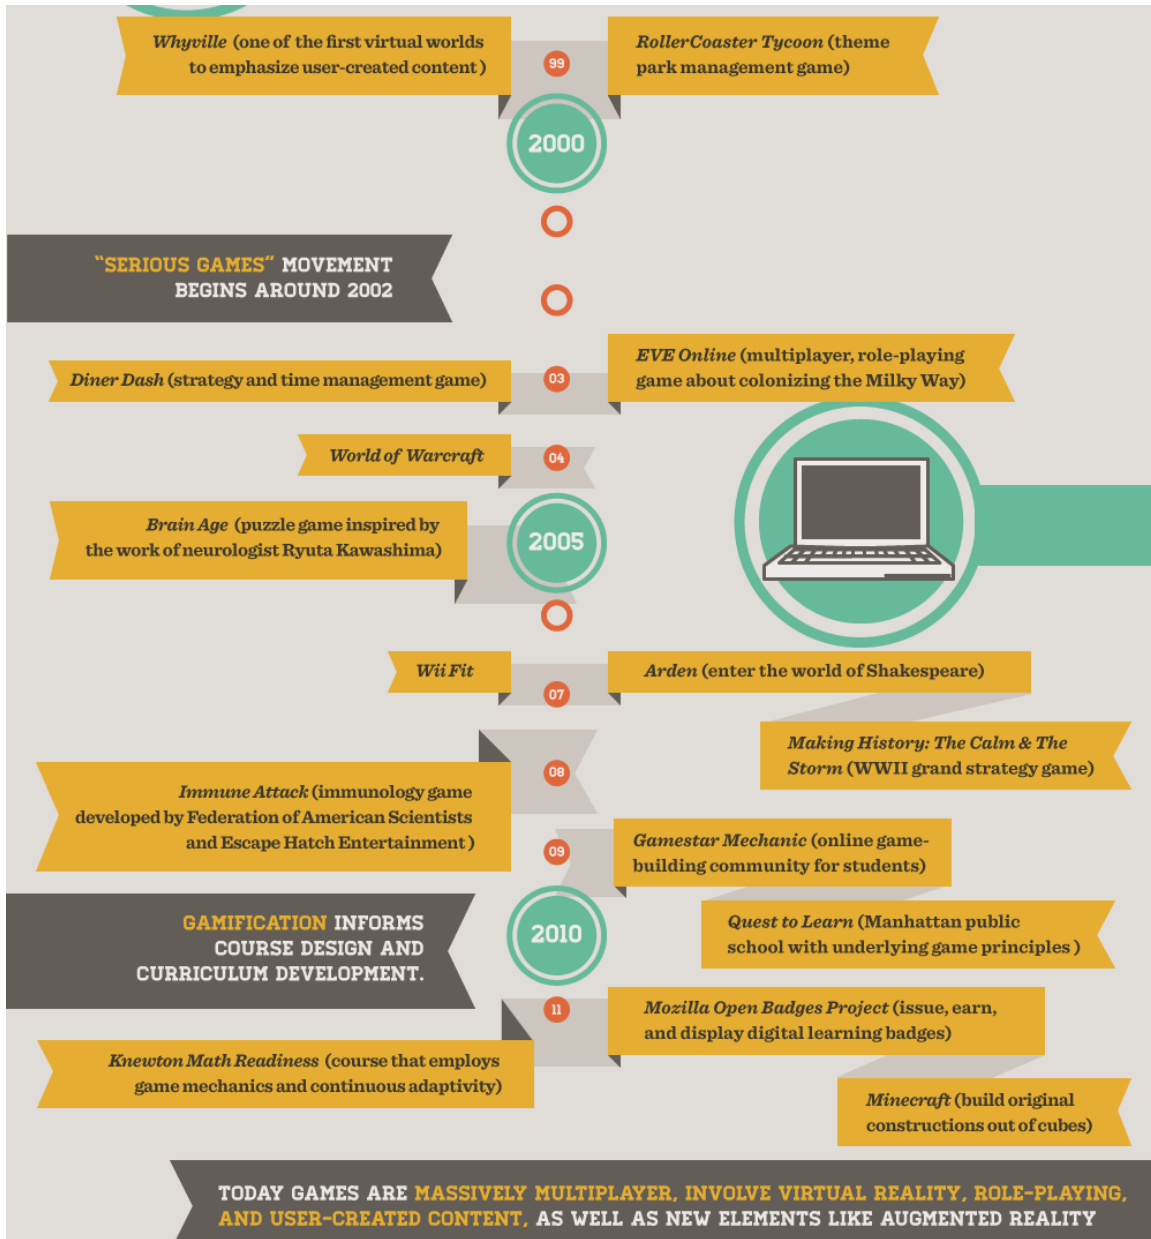 Whyville (one of the first virtual worlds
to emphasize user-created content )
99
RollerCoaster Tycoon (theme
park management game)
2000
“SERIOUS GAMES” MOVEMENT
BEGINS AROUND 2002
Diner Dash (strategy and time management game)
03
EVE Online (multiplayer, role-playing
game about colonizing the Milky Way)
World of Warcraft
04
Brain Age (puzzle game inspired by
the work of neurologist Ryuta Kawashima)
2005
Wii Fit
07
Arden (enter the world of Shakespeare)
Making History: The Calm & The
Storm (WWII grand strategy game)
08
Immune Attack (immunology game
developed by Federation of American Scientists
and Escape Hatch Entertainment )
09
Gamestar Mechanic (online game-
building community for students)
GAMIFICATION INFORMS
COURSE DESIGN AND
CURRICULUM DEVELOPMENT.
2010
Quest to Learn (Manhattan public
school with underlying game principles )
11
Mozilla Open Badges Project (issue, earn,
and display digital learning badges)
Knewton Math Readiness (course that employs
game mechanics and continuous adaptivity)
Minecraft (build original
constructions out of cubes)
TODAY GAMES ARE MASSIVELY MULTIPLAYER, INVOLVE VIRTUAL REALITY, ROLE-PLAYING,
AND USER-CREATED CONTENT, AS WELL AS NEW ELEMENTS LIKE AUGMENTED REALITY